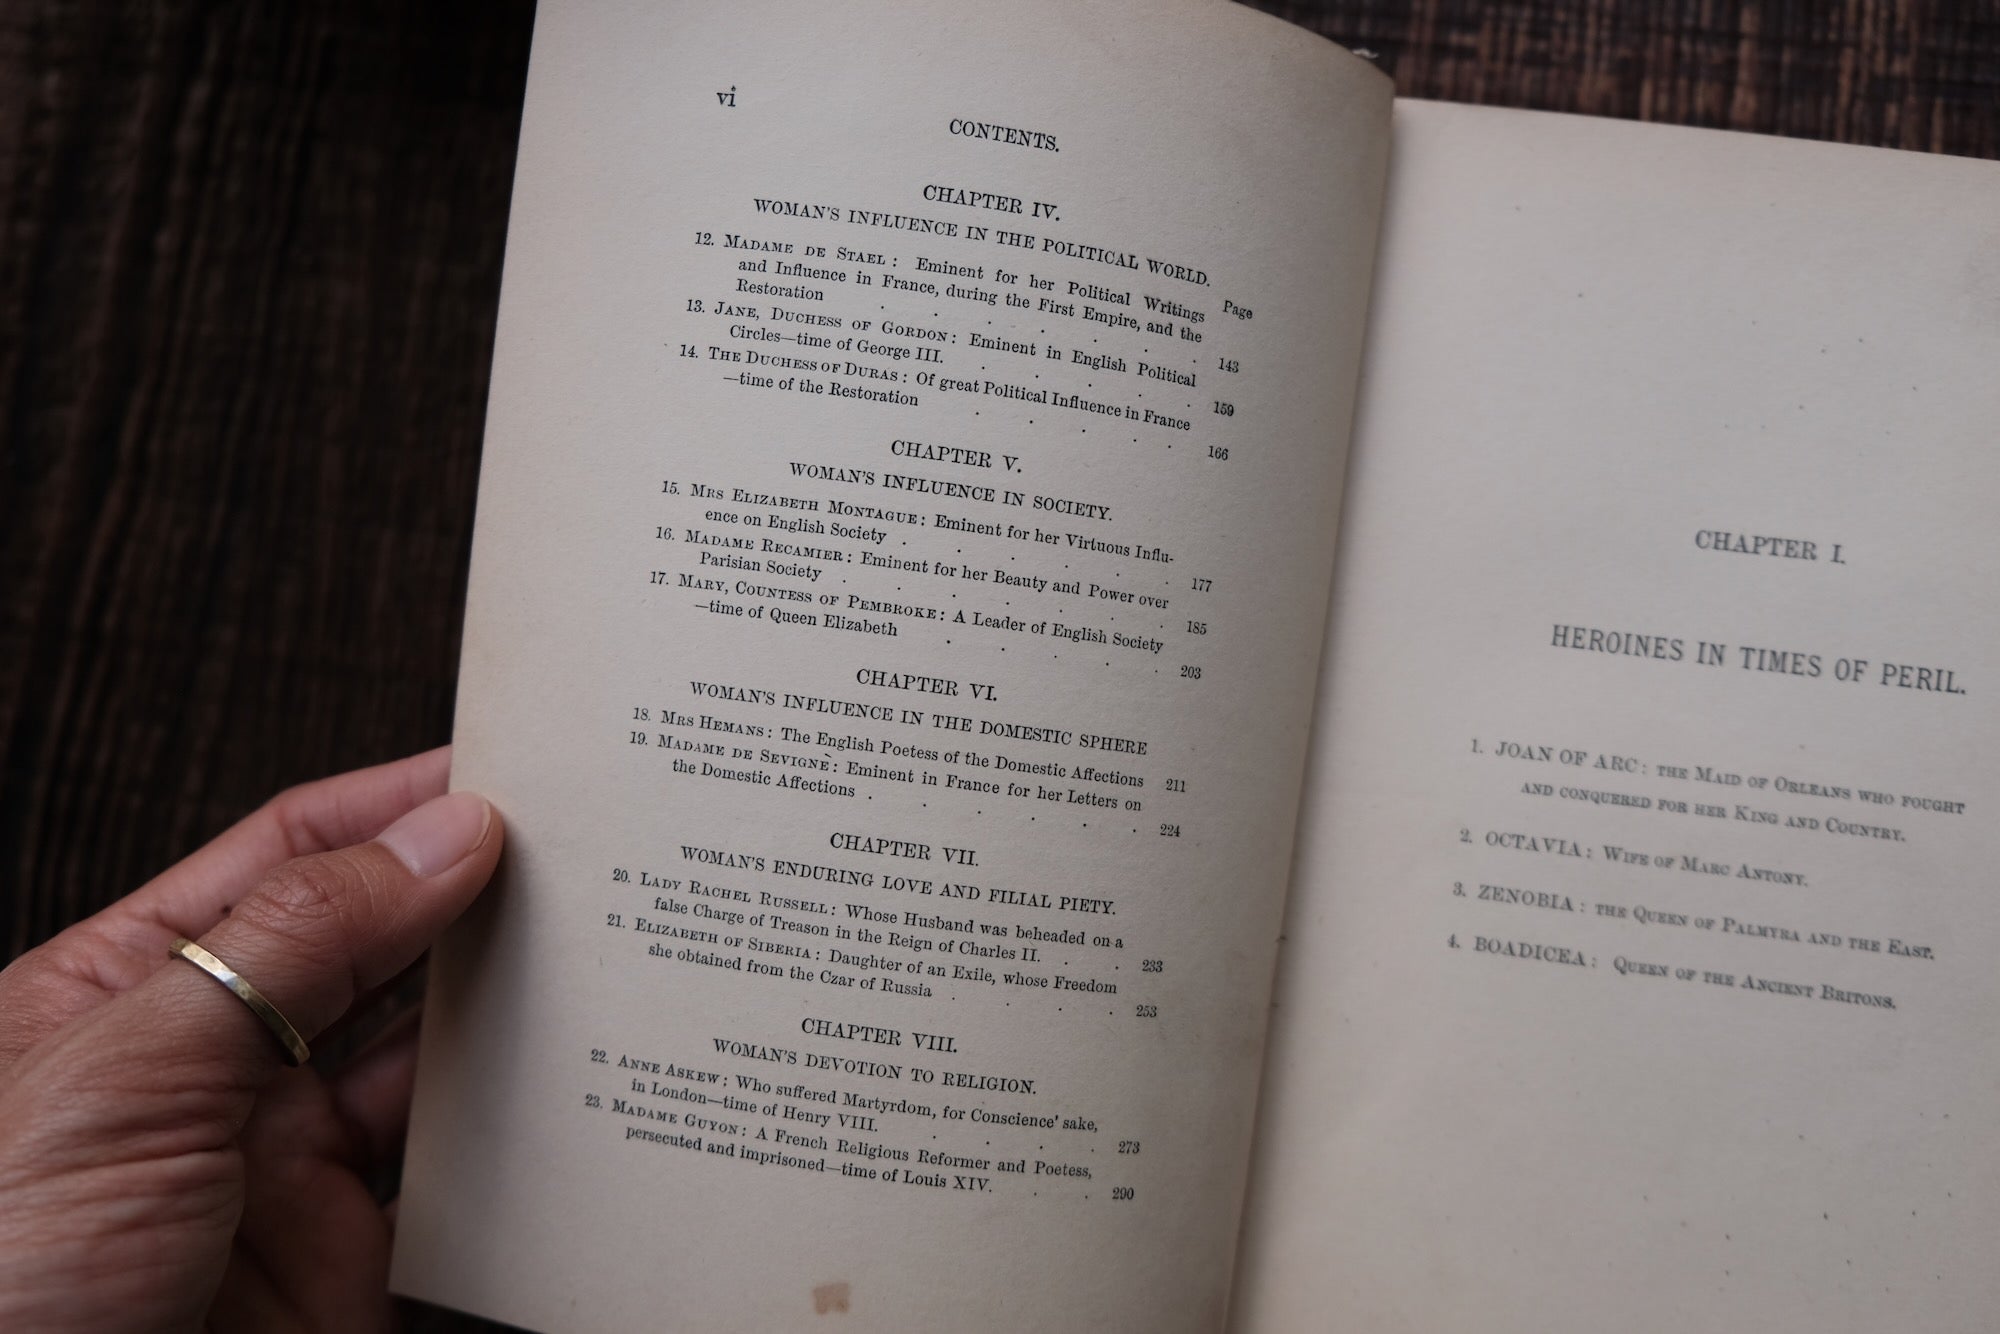 vi
CONTENTS.
CHAPTER IV.
WOMAN'S INFLUENCE IN THE POLITICAL WORLD.
Page
12. MADAME DE STAEL: Eminent for her Political Writings
and Influence in France, during the First Empire, and the
Restoration . . . . . . 143
13. JANE, DUCHESS OF GORDON: Eminent in English Political
Circles—time of George III. . . . . . 159
14. THE DUCHESS OF DURAS: Of great Political Influence in France
—time of the Restoration . . . . . 166
CHAPTER V.
WOMAN'S INFLUENCE IN SOCIETY.
15. MRS ELIZABETH MONTAGUE: Eminent for her Virtuous Influ-
ence on English Society . . . . . . 177
16. MADAME RECAMIER: Eminent for her Beauty and Power over
Parisian Society . . . . . . 185
17. MARY, COUNTESS OF PEMBROKE: A Leader of English Society
—time of Queen Elizabeth . . . . . 203
CHAPTER VI.
WOMAN'S INFLUENCE IN THE DOMESTIC SPHERE
18. MRS HEMANS: The English Poetess of the Domestic Affections 211
19. MADAME DE SEVIGNÈ: Eminent in France for her Letters on
the Domestic Affections . . . . . . 224
CHAPTER VII.
WOMAN'S ENDURING LOVE AND FILIAL PIETY.
20. LADY RACHEL RUSSELL: Whose Husband was beheaded on a
false Charge of Treason in the Reign of Charles II. . . 233
21. ELIZABETH OF SIBERIA: Daughter of an Exile, whose Freedom
she obtained from the Czar of Russia . . . . 253
CHAPTER VIII.
WOMAN'S DEVOTION TO RELIGION.
22. ANNE ASKEW: Who suffered Martyrdom, for Conscience' sake,
in London—time of Henry VIII. . . . . 273
23. MADAME GUYON: A French Religious Reformer and Poetess,
persecuted and imprisoned—time of Louis XIV. . . 290
CHAPTER I.
HEROINES IN TIMES OF PERIL.
1. JOAN OF ARC: THE MAID OF ORLEANS WHO FOUGHT
AND CONQUERED FOR HER KING AND COUNTRY.
2. OCTAVIA: WIFE OF MARC ANTONY.
3. ZENOBIA: THE QUEEN OF PALMYRA AND THE EAST.
4. BOADICEA: QUEEN OF THE ANCIENT BRITONS.